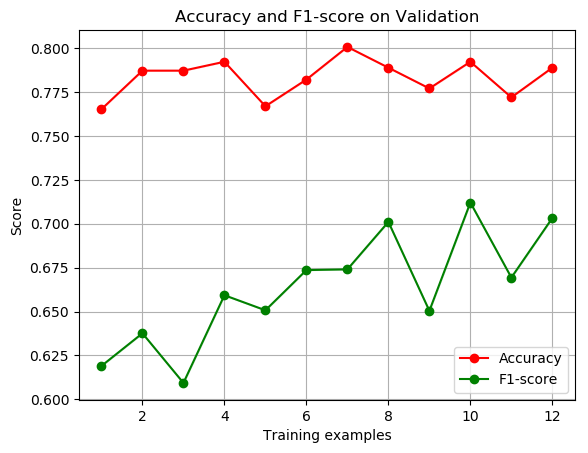 Accuracy and F1-score on Validation
0.800
0.775
0.750
0.725
0.700
0.675
0.650
0.625
0.600
Score
2 4 6 8 10 12
Training examples
Accuracy
F1-score